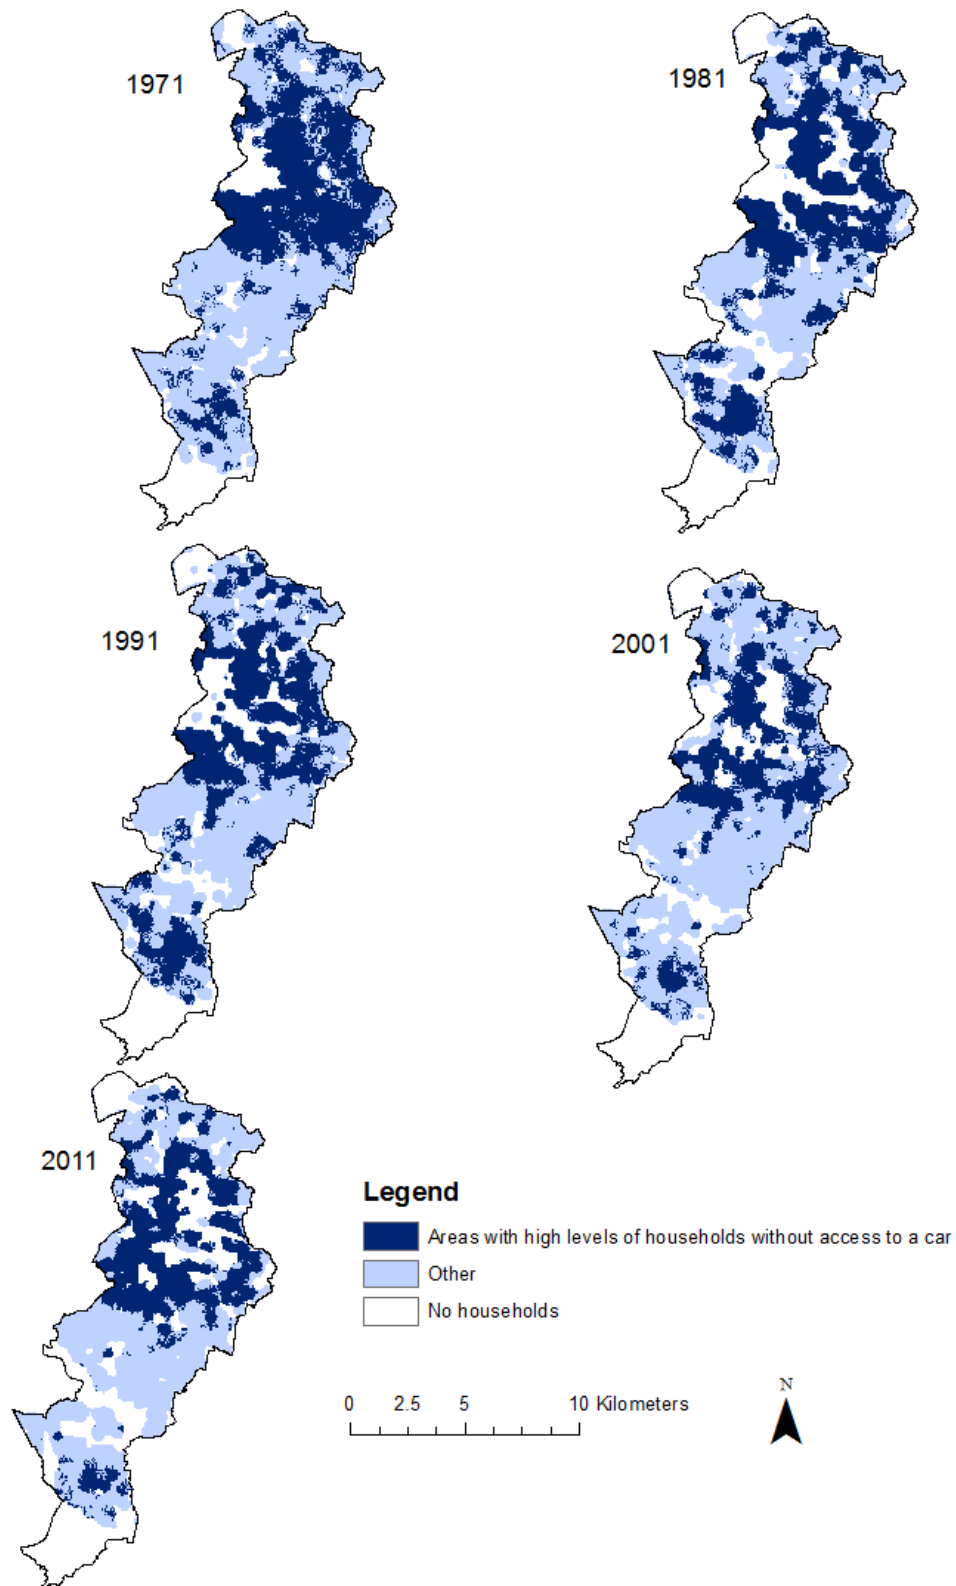 1971
1981
1991
2001
2011
Legend
Areas with high levels of households without access to a car
Other
No households
0 2.5 5 10 Kilometers
N